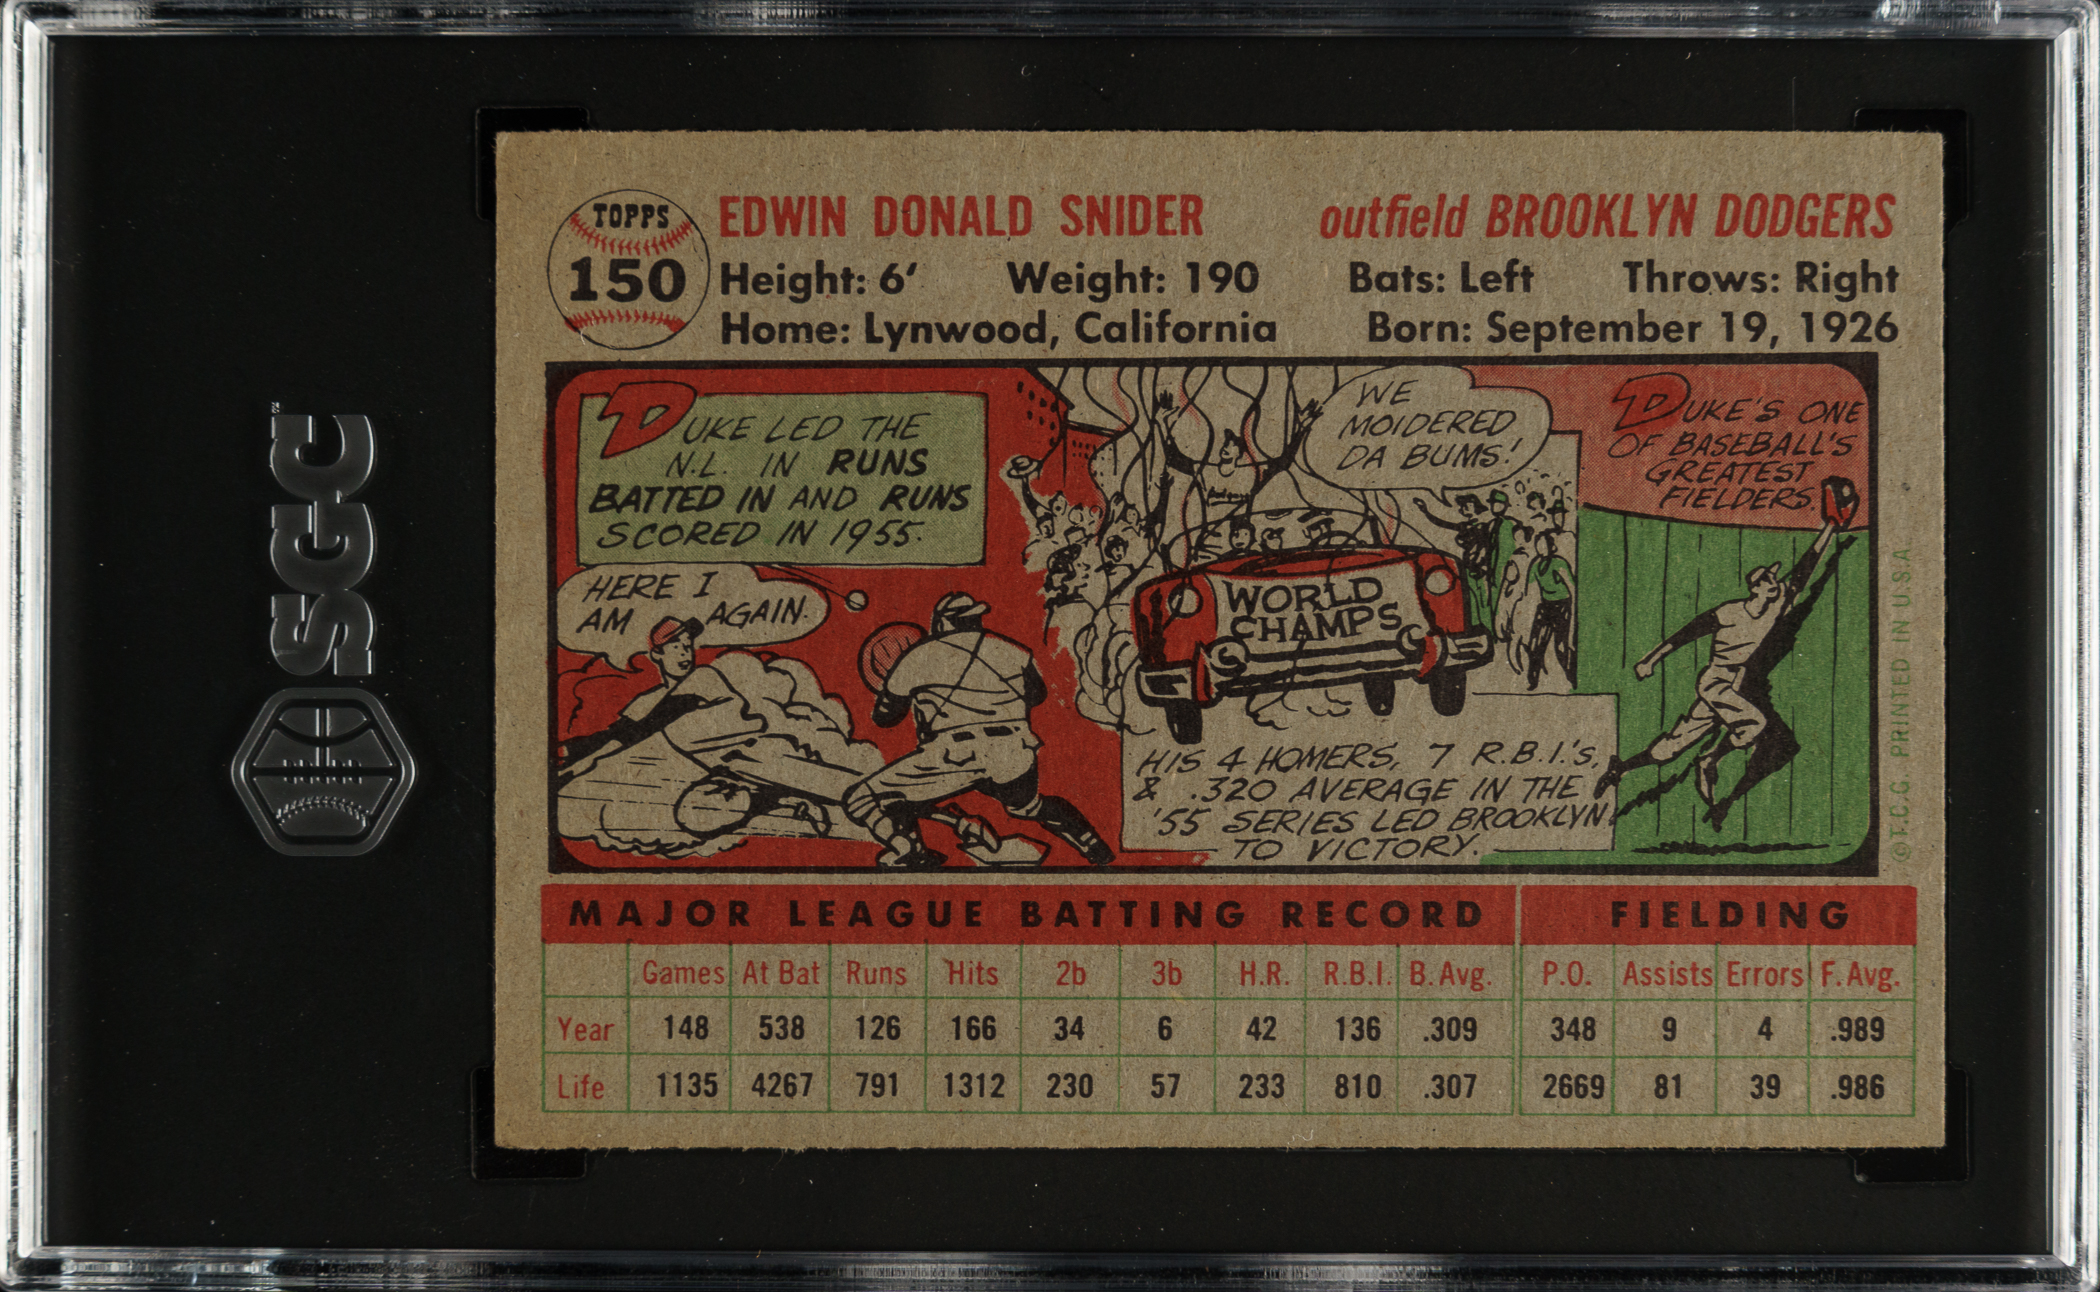 SGC
TOPPS
150
EDWIN DONALD SNIDER outfield BROOKLYN DODGERS
Height: 6' Weight: 190 Bats: Left Throws: Right
Home: Lynwood, California Born: September 19, 1926
DUKE LED THE
N.L. IN RUNS
BATTED IN AND RUNS
SCORED IN 1955.
HERE I
AM AGAIN.
WE
MOIDERED
DA BUMS!
Dodgers
WORLD
CHAMPS
HIS 4 HOMERS, 7 R.B.I.'s,
& .320 AVERAGE IN THE
'55 SERIES LED BROOKLYN
TO VICTORY.
DUKE'S ONE
OF BASEBALL'S
GREATEST
FIELDERS.
©T.C.G. PRINTED IN U.S.A.
MAJOR LEAGUE BATTING RECORD FIELDING
Games At Bat Runs Hits 2b 3b H.R. R.B.I. B. Avg. P.O. Assists Errors F. Avg.
Year 148 538 126 166 34 6 42 136 .309 348 9 4 .989
Life 1135 4267 791 1312 230 57 233 810 .307 2669 81 39 .986